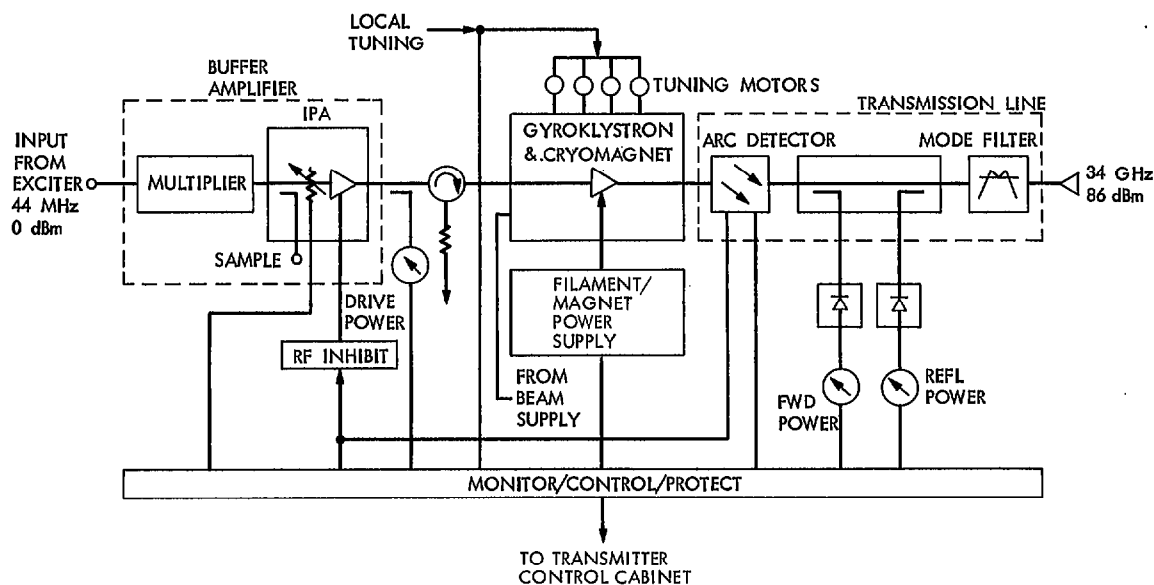 LOCAL
TUNING
BUFFER
AMPLIFIER
IPA
TUNING MOTORS
TRANSMISSION LINE
INPUT
FROM
EXCITER
44 MHz
0 dBm
MULTIPLIER
GYROKLYSTRON
&.CRYOMAGNET
ARC DETECTOR
MODE FILTER
34 GHz
86 dBm
SAMPLE
DRIVE
POWER
FILAMENT/
MAGNET
POWER
SUPPLY
RF INHIBIT
FROM
BEAM
SUPPLY
FWD
POWER
REFL
POWER
MONITOR/CONTROL/PROTECT
TO TRANSMITTER
CONTROL CABINET